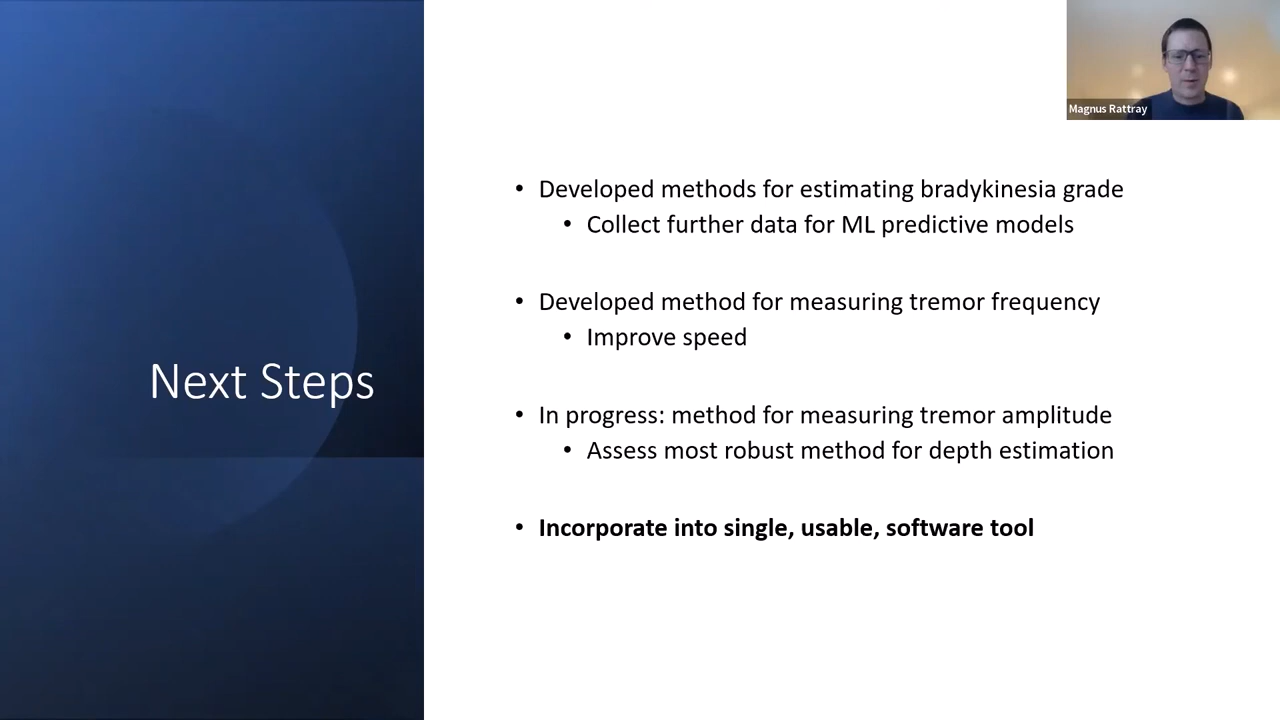 Magnus Rattray
Next Steps
• Developed methods for estimating bradykinesia grade
• Collect further data for ML predictive models
• Developed method for measuring tremor frequency
• Improve speed
• In progress: method for measuring tremor amplitude
• Assess most robust method for depth estimation
• Incorporate into single, usable, software tool